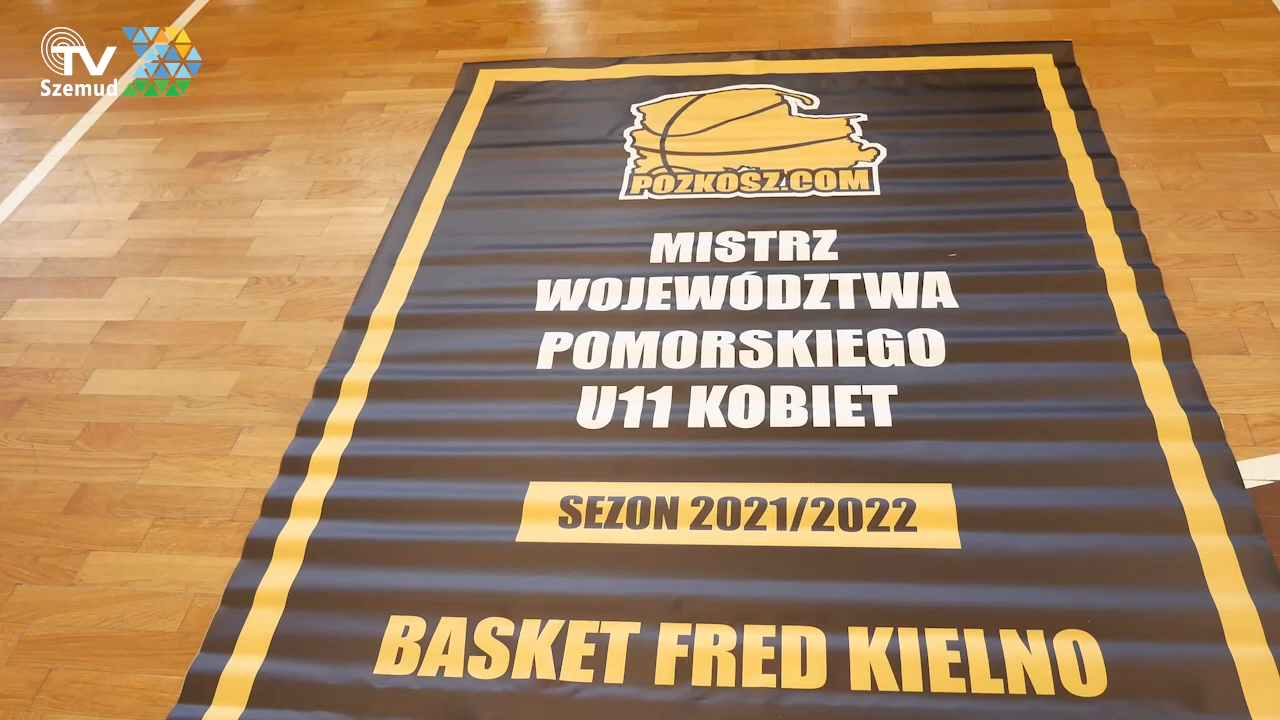 TV
Szemud
POZKOSZ.COM
MISTRZ
WOJEWÓDZTWA
POMORSKIEGO
U11 KOBIET
SEZON 2021/2022
BASKET FRED KIELNO